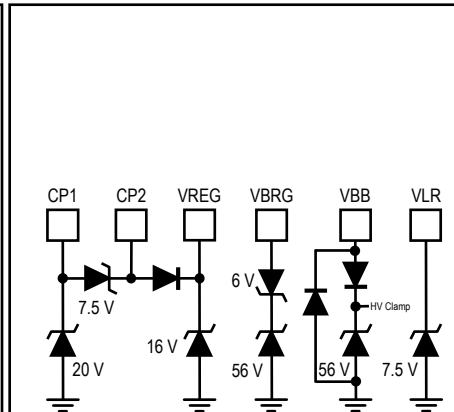 CP1 CP2 VREG VBRG VBB VLR
6 V
7.5 V
HV Clamp
16 V
20 V 56 V 56 V 7.5 V